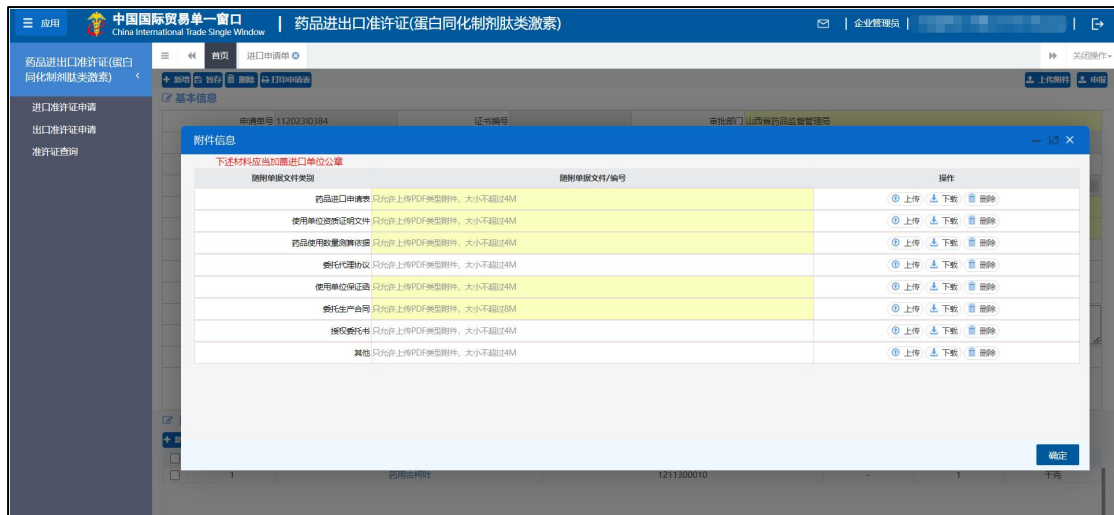 应用
中国国际贸易单一窗口
China International Trade Single Window
药品进出口准许证(蛋白同化制剂肽类激素)
企业管理员
药品进出口准许证(蛋白
同化制剂肽类激素)
首页
进口申请单
关闭操作
进口准许证申请
出口准许证申请
准许证查询
新增 暂存 删除 打印申请表
上传附件 申报
基本信息
申请单号 112023I0384 证书编号 审批部门 山西省药品监督管理局
附件信息
下述材料应当加盖进口单位公章
随附单据文件类别 随附单据文件/编号 操作
药品进口申请表 只允许上传PDF类型附件，大小不超过4M 上传 下载 删除
使用单位资质证明文件 只允许上传PDF类型附件，大小不超过4M 上传 下载 删除
药品使用数量测算依据 只允许上传PDF类型附件，大小不超过4M 上传 下载 删除
委托代理协议 只允许上传PDF类型附件，大小不超过4M 上传 下载 删除
使用单位保证函 只允许上传PDF类型附件，大小不超过4M 上传 下载 删除
委托生产合同 只允许上传PDF类型附件，大小不超过8M 上传 下载 删除
授权委托书 只允许上传PDF类型附件，大小不超过4M 上传 下载 删除
其他 只允许上传PDF类型附件，大小不超过4M 上传 下载 删除
确定
1 药用古柯叶 1211300010 - 1 千克